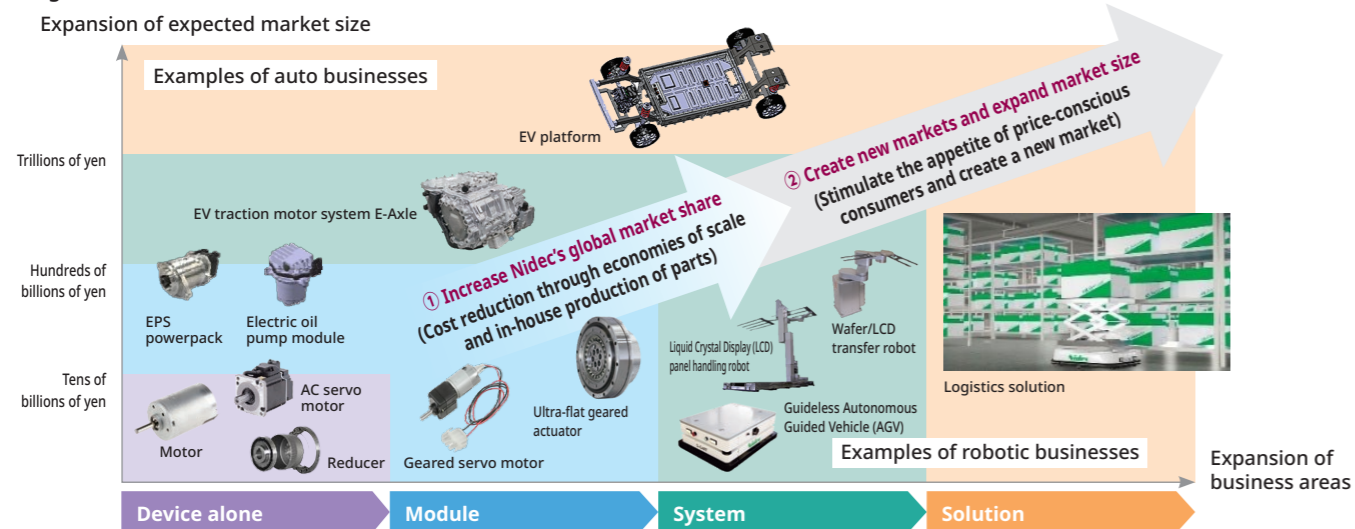 Expansion of expected market size
Examples of auto businesses
EV platform
Trillions of yen
② Create new markets and expand market size
(Stimulate the appetite of price-conscious
consumers and create a new market)
EV traction motor system E-Axle
① Increase Nidec's global market share
(Cost reduction through economies of scale
and in-house production of parts)
Hundreds of
billions of yen
EPS
powerpack
Electric oil
pump module
Wafer/LCD
transfer robot
Liquid Crystal Display (LCD)
panel handling robot
Nidec
Logistics solution
Tens of
billions of yen
Motor
AC servo
motor
Reducer
Geared servo motor
Ultra-flat geared
actuator
Guideless Autonomous
Guided Vehicle (AGV)
Examples of robotic businesses
Expansion of
business areas
Device alone
Module
System
Solution